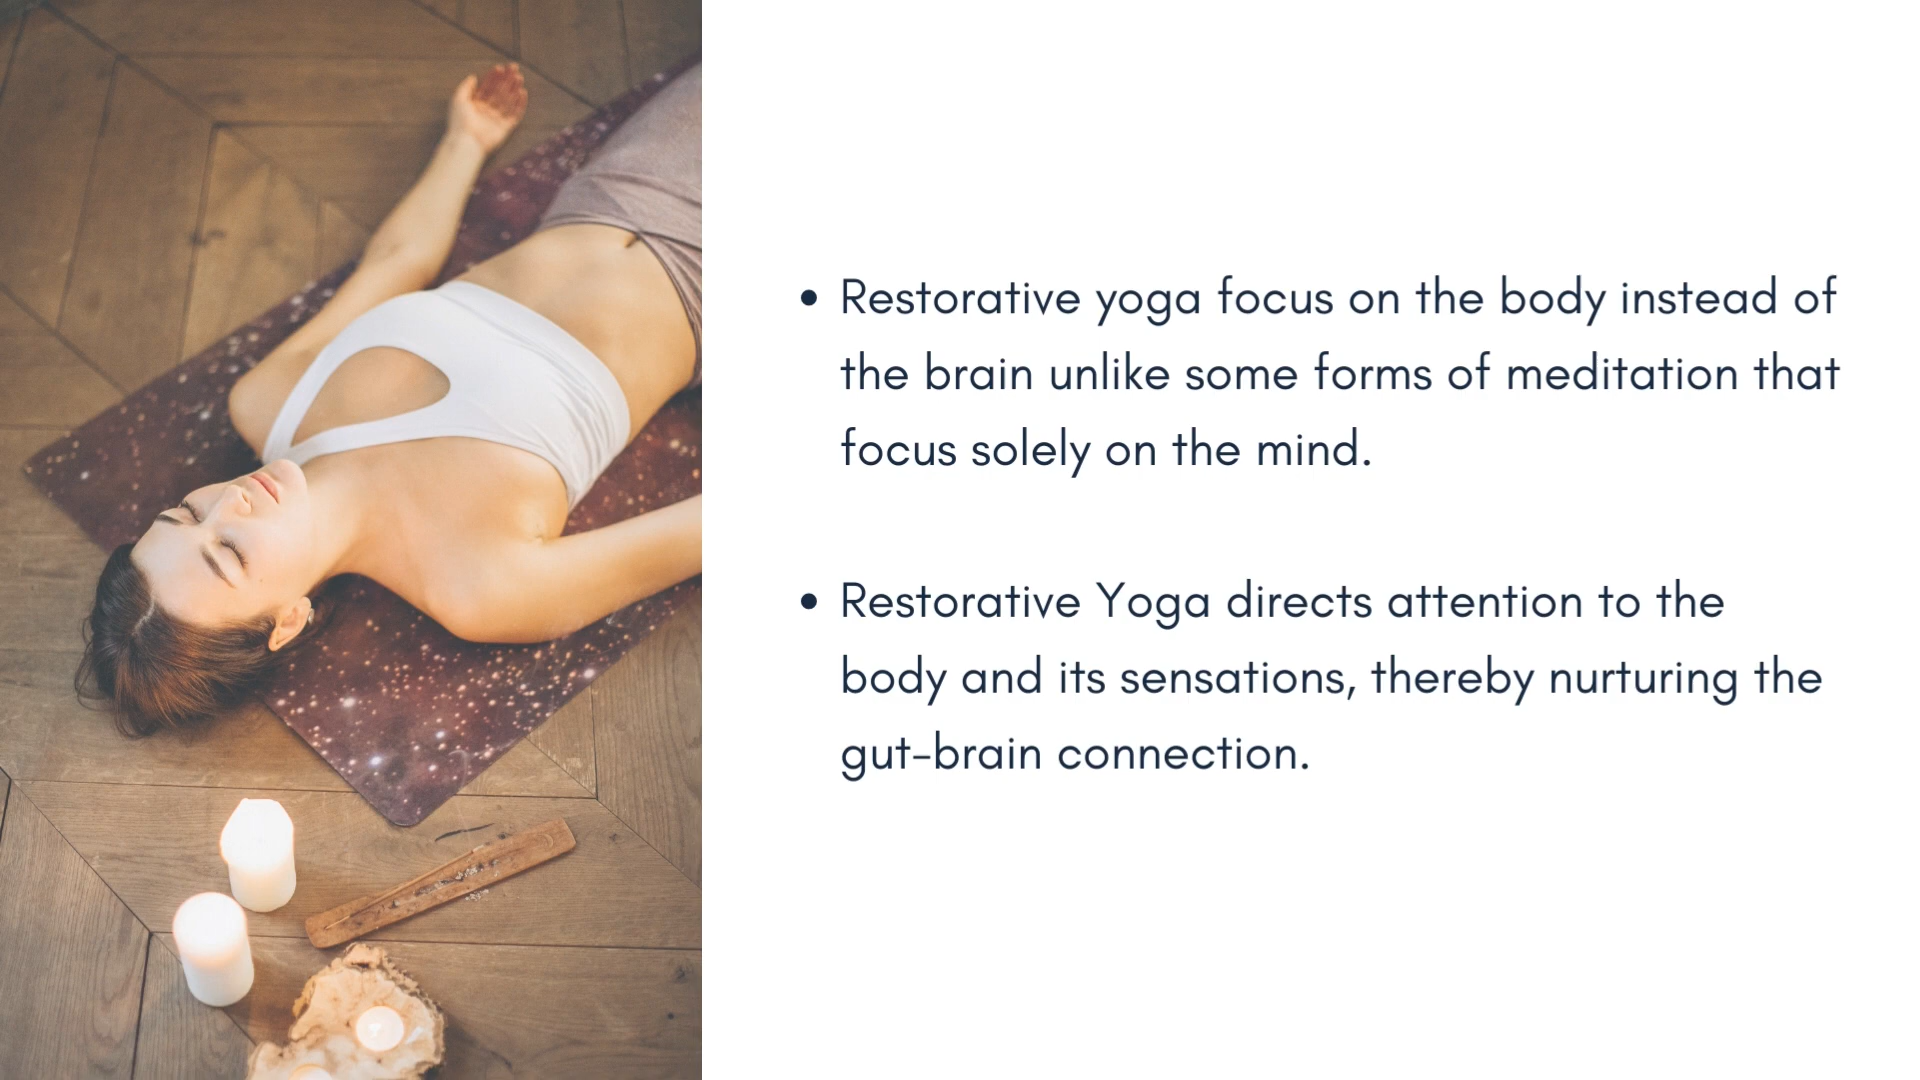 • Restorative yoga focus on the body instead of
the brain unlike some forms of meditation that
focus solely on the mind.
• Restorative Yoga directs attention to the
body and its sensations, thereby nurturing the
gut-brain connection.